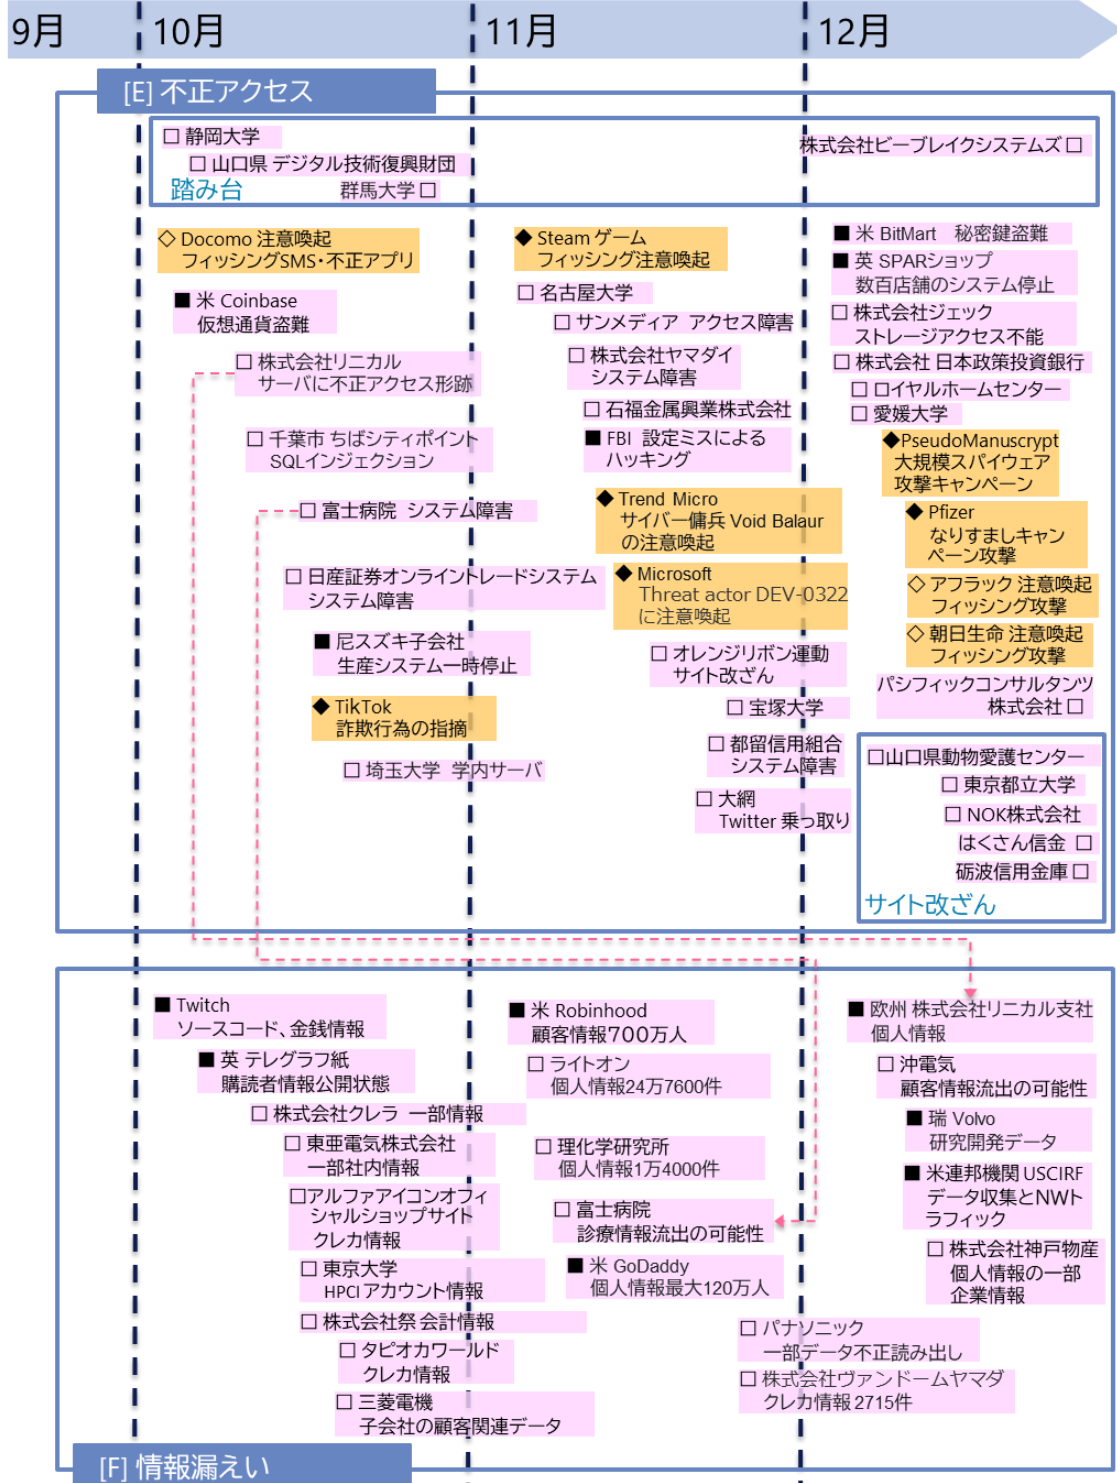 9月
10月
11月
12月
[E] 不正アクセス
□ 静岡大学
□ 山口県 デジタル技術復興財団
踏み台
群馬大学 □
株式会社ビーブレイクシステムズ □
◇ Docomo 注意喚起
フィッシングSMS・不正アプリ
■ 米 Coinbase
仮想通貨盗難
□ 株式会社リニカル
サーバに不正アクセス形跡
□ 千葉市 ちばシティポイント
SQLインジェクション
□ 富士病院 システム障害
□ 日産証券オンライントレードシステム
システム障害
■ 尼スズキ子会社
生産システム一時停止
◆ TikTok
詐欺行為の指摘
□ 埼玉大学 学内サーバ
◆ Steam ゲーム
フィッシング注意喚起
□ 名古屋大学
□ サンメディア アクセス障害
□ 株式会社ヤマダイ
システム障害
□ 石福金属興業株式会社
■ FBI 設定ミスによる
ハッキング
◆ Trend Micro
サイバー傭兵 Void Balaur
の注意喚起
◆ Microsoft
Threat actor DEV-0322
に注意喚起
□ オレンジリボン運動
サイト改ざん
□ 宝塚大学
□ 都留信用組合
システム障害
□ 大網
Twitter 乗っ取り
■ 米 BitMart 秘密鍵盗難
■ 英 SPARショップ
数百店舗のシステム停止
□ 株式会社ジェック
ストレージアクセス不能
□ 株式会社 日本政策投資銀行
□ ロイヤルホームセンター
□ 愛媛大学
◆PseudoManuscrypt
大規模スパイウェア
攻撃キャンペーン
◆ Pfizer
なりすましキャン
ペーン攻撃
◇ アフラック 注意喚起
フィッシング攻撃
◇ 朝日生命 注意喚起
フィッシング攻撃
パシフィックコンサルタンツ
株式会社 □
□山口県動物愛護センター
□ 東京都立大学
□ NOK株式会社
はくさん信金 □
砺波信用金庫 □
サイト改ざん
■ Twitch
ソースコード、金銭情報
■ 英 テレグラフ紙
購読者情報公開状態
□ 株式会社クレラ 一部情報
□ 東亜電気株式会社
一部社内情報
□アルファアイコンオフィ
シャルショップサイト
クレカ情報
□ 東京大学
HPCI アカウント情報
□ 株式会社祭 会計情報
□ タピオカワールド
クレカ情報
□ 三菱電機
子会社の顧客関連データ
■ 米 Robinhood
顧客情報700万人
□ ライトオン
個人情報24万7600件
□ 理化学研究所
個人情報1万4000件
□ 富士病院
診療情報流出の可能性
■ 米 GoDaddy
個人情報最大120万人
□ パナソニック
一部データ不正読み出し
□ 株式会社ヴァンドームヤマダ
クレカ情報 2715件
■ 欧州 株式会社リニカル支社
個人情報
□ 沖電気
顧客情報流出の可能性
■ 瑞 Volvo
研究開発データ
■ 米連邦機関 USCIRF
データ収集とNWト
ラフィック
□ 株式会社神戸物産
個人情報の一部
企業情報
[F] 情報漏えい